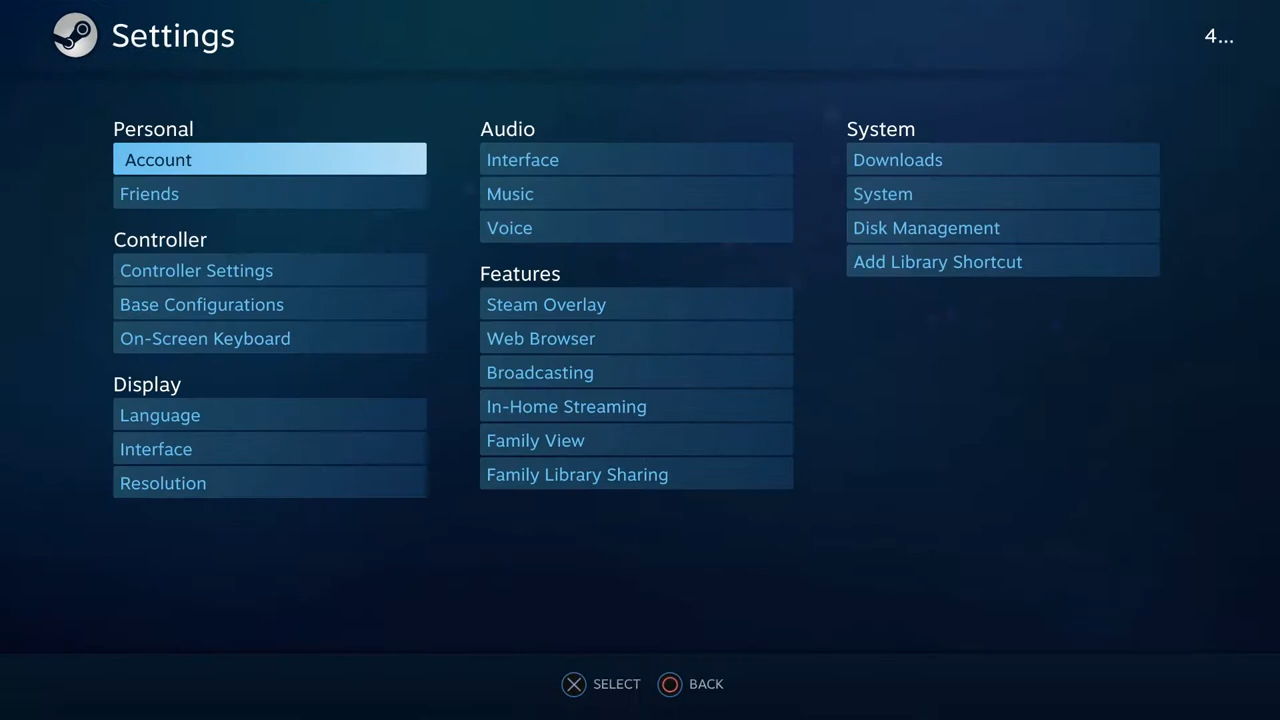 Settings
4...
Personal
Account
Friends
Controller
Controller Settings
Base Configurations
On-Screen Keyboard
Display
Language
Interface
Resolution
Audio
Interface
Music
Voice
Features
Steam Overlay
Web Browser
Broadcasting
In-Home Streaming
Family View
Family Library Sharing
System
Downloads
System
Disk Management
Add Library Shortcut
SELECT
BACK